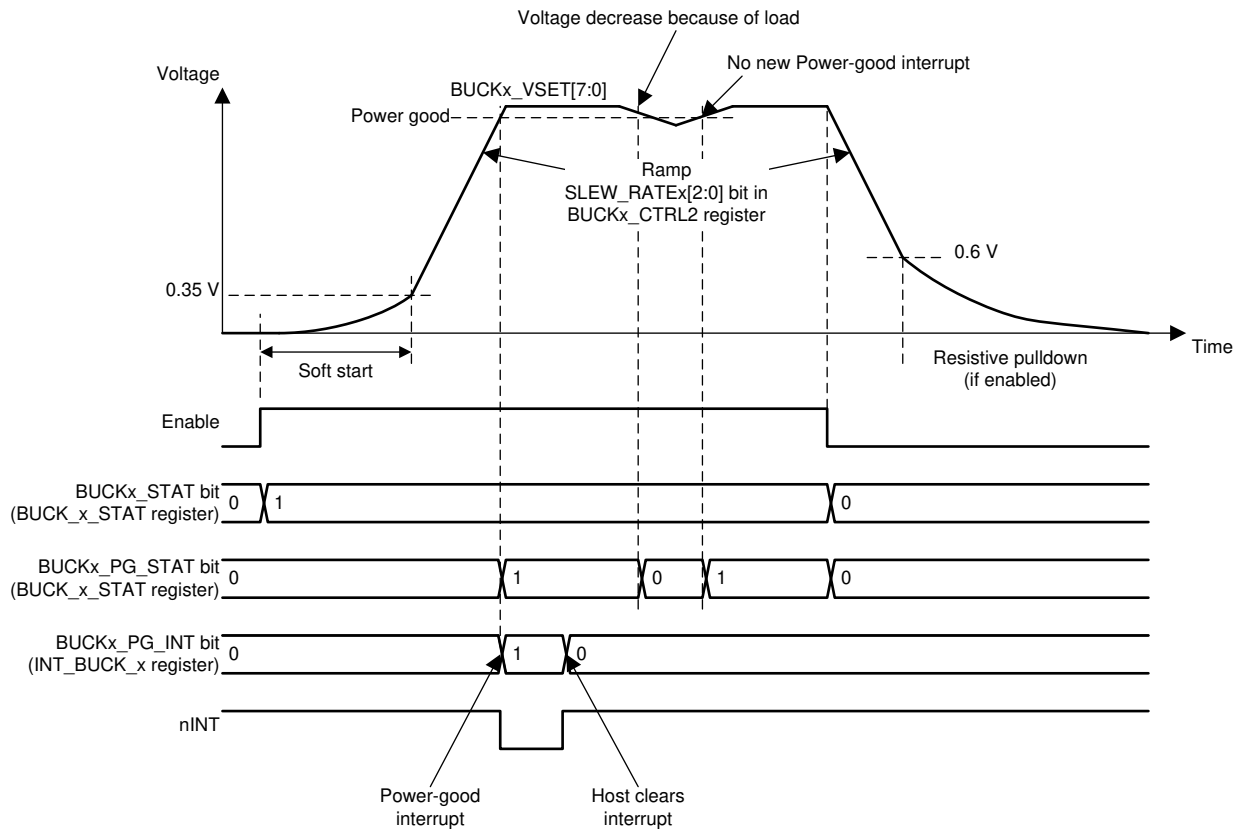 Voltage decrease because of load
No new Power-good interrupt
Voltage
BUCKx_VSET[7:0]
Power good
Ramp
SLEW_RATEx[2:0] bit in
BUCKx_CTRL2 register
0.6 V
0.35 V
Time
Soft start
Resistive pulldown
(if enabled)
Enable
BUCKx_STAT bit
(BUCK_x_STAT register)
0
1
0
BUCKx_PG_STAT bit
(BUCK_x_STAT register)
0
1
0
1
0
BUCKx_PG_INT bit
(INT_BUCK_x register)
0
1
0
nINT
Power-good
interrupt
Host clears
interrupt